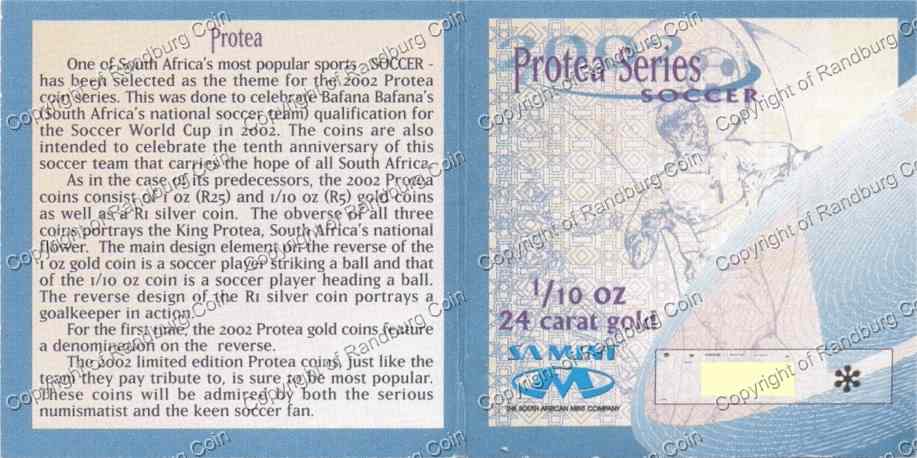 Protea
One of South Africa's most popular sports - SOCCER -
has been selected as the theme for the 2002 Protea
coin series. This was done to celebrate Bafana Bafana's
(South Africa's national soccer team) qualification for
the Soccer World Cup in 2002. The coins are also
intended to celebrate the tenth anniversary of this
soccer team that carries the hope of all South Africa.
As in the case of its predecessors, the 2002 Protea
coins consist of 1 oz (R25) and 1/10 oz (R5) gold coins
as well as a R1 silver coin. The obverse of all three
coins portrays the King Protea, South Africa's national
flower. The main design element on the reverse of the
1 oz gold coin is a soccer player striking a ball and that
of the 1/10 oz coin is a soccer player heading a ball.
The reverse design of the R1 silver coin portrays a
goalkeeper in action.
For the first time, the 2002 Protea gold coins feature
a denomination on the reverse.
The 2002 limited edition Protea coins, just like the
team they pay tribute to, is sure to be most popular.
These coins will be admired by both the serious
numismatist and the keen soccer fan.
2002
Protea Series
SOCCER
1/10 oz
24 carat gold
SA MINT
THE SOUTH AFRICAN MINT COMPANY
Copyright of Randburg Coin